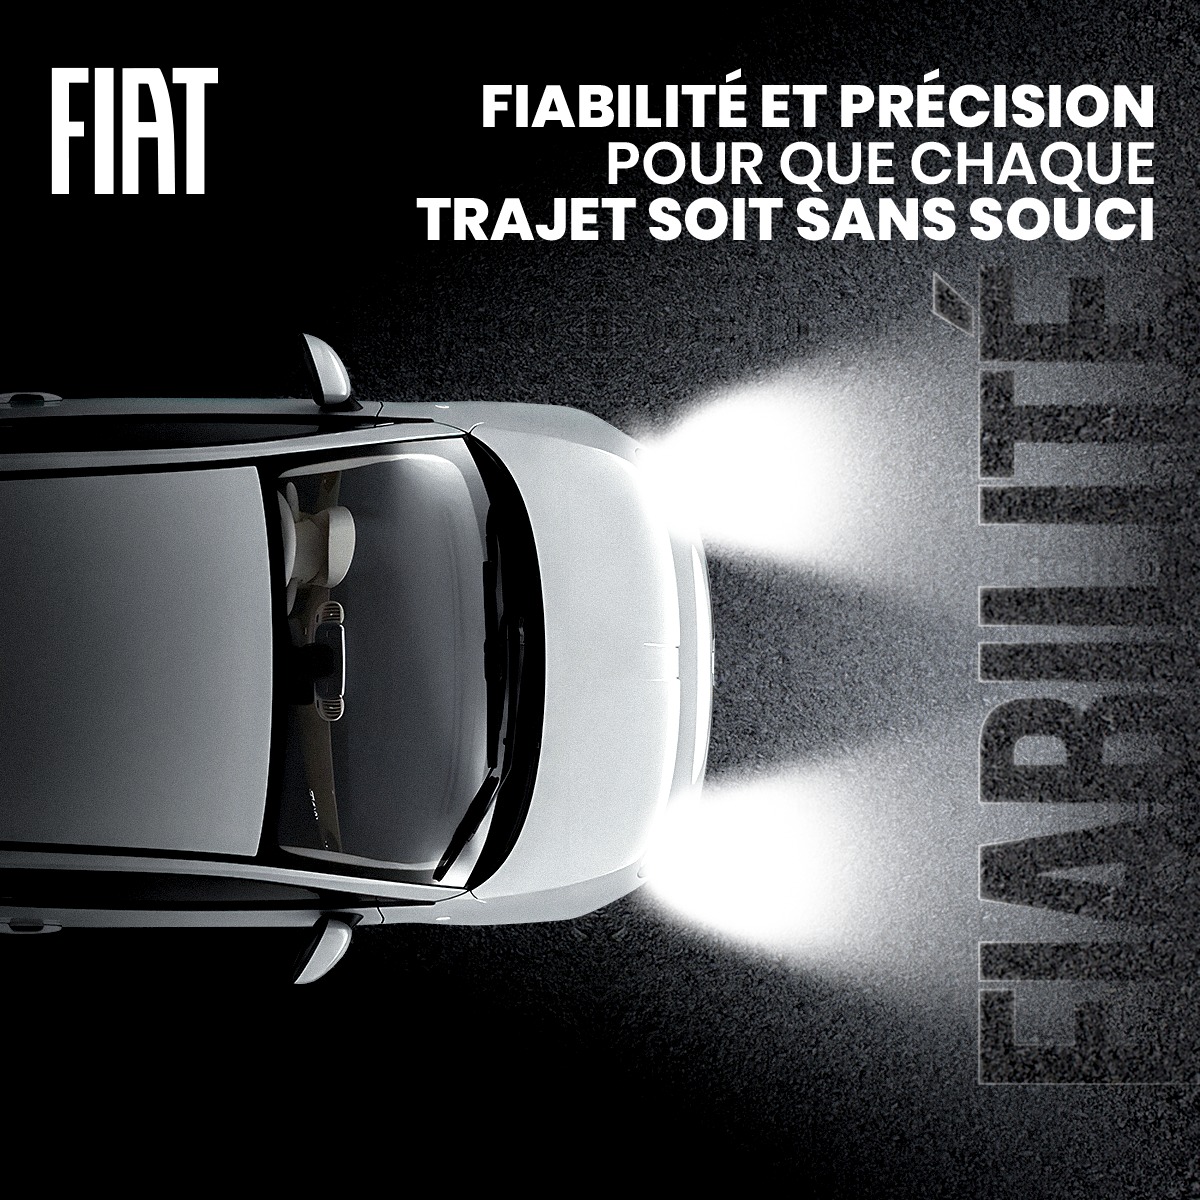 FIAT
FIABILITÉ ET PRÉCISION
POUR QUE CHAQUE
TRAJET SOIT SANS SOUCI
FIABILITÉ